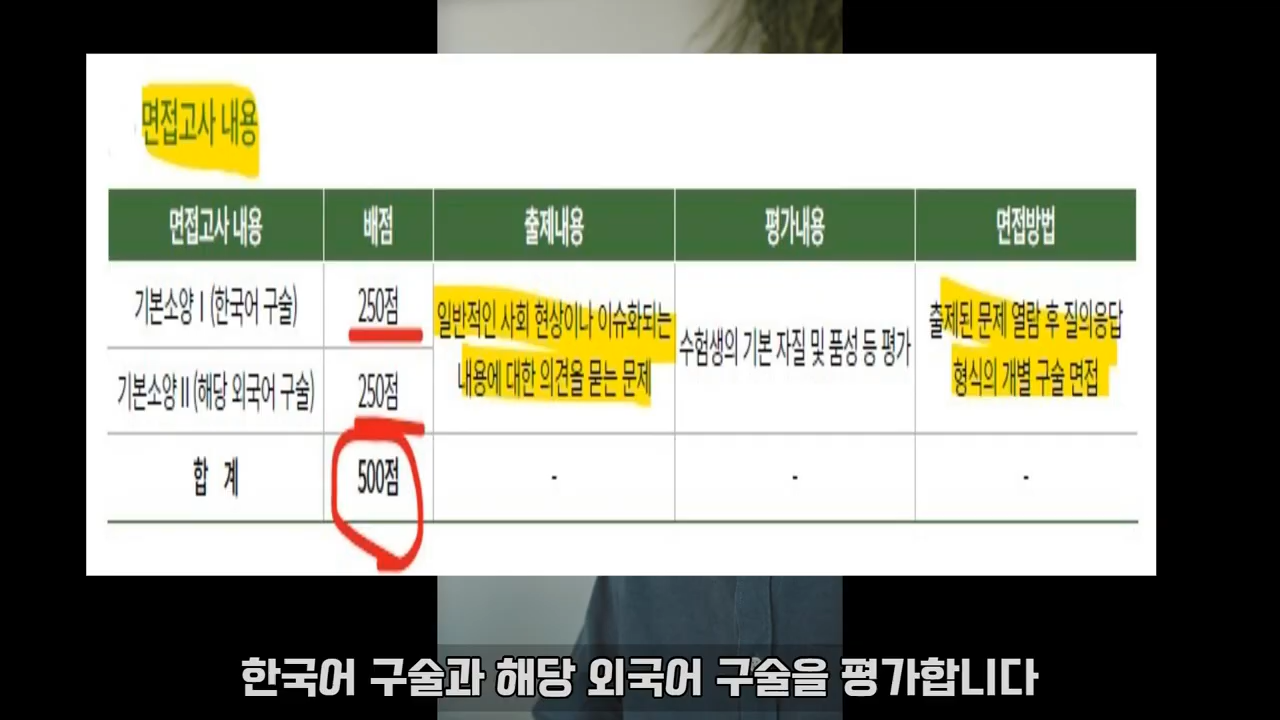 면접고사 내용
면접고사 내용 배점 출제내용 평가내용 면접방법
기본소양Ⅰ(한국어 구술) 250점
일반적인 사회 현상이나 이슈화되는
내용에 대한 의견을 묻는 문제
수험생의 기본 자질 및 품성 등 평가
출제된 문제 열람 후 질의응답
형식의 개별 구술 면접
기본소양Ⅱ(해당 외국어 구술) 250점
합 계 500점 - - -
한국어 구술과 해당 외국어 구술을 평가합니다